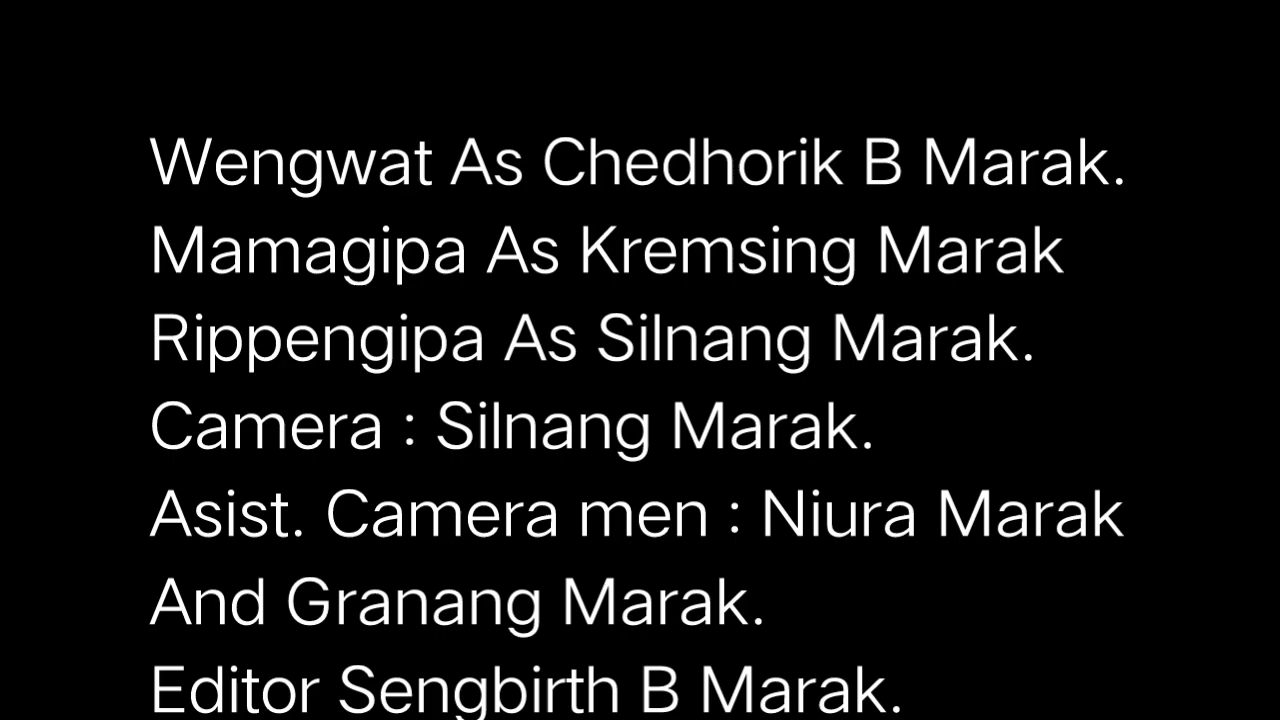 Wengwat As Chedhorik B Marak.
Mamagipa As Kremsing Marak
Rippengipa As Silnang Marak.
Camera : Silnang Marak.
Asist. Camera men : Niura Marak
And Granang Marak.
Editor Sengbirth B Marak.